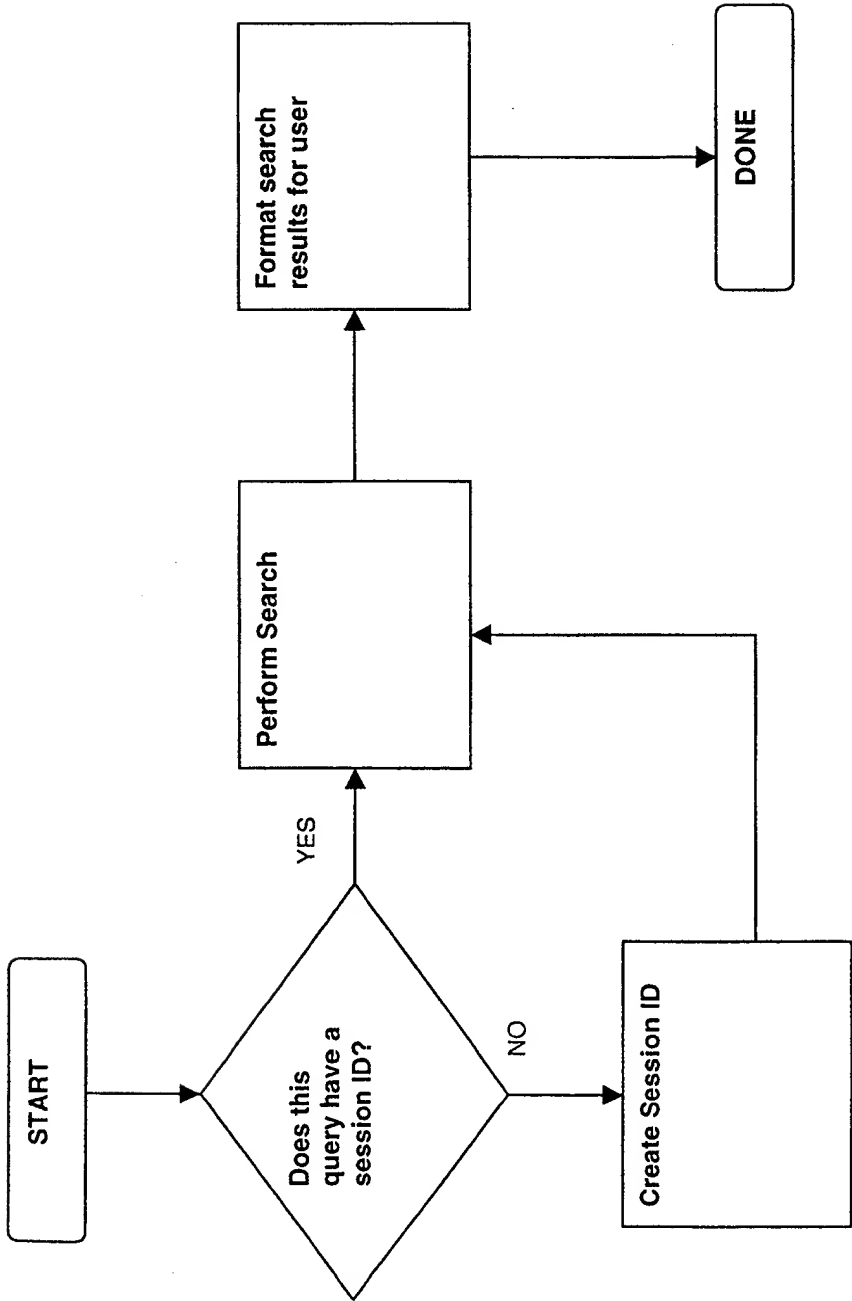 START
Does this
query have a
session ID?
YES
NO
Create Session ID
Perform Search
Format search
results for user
DONE